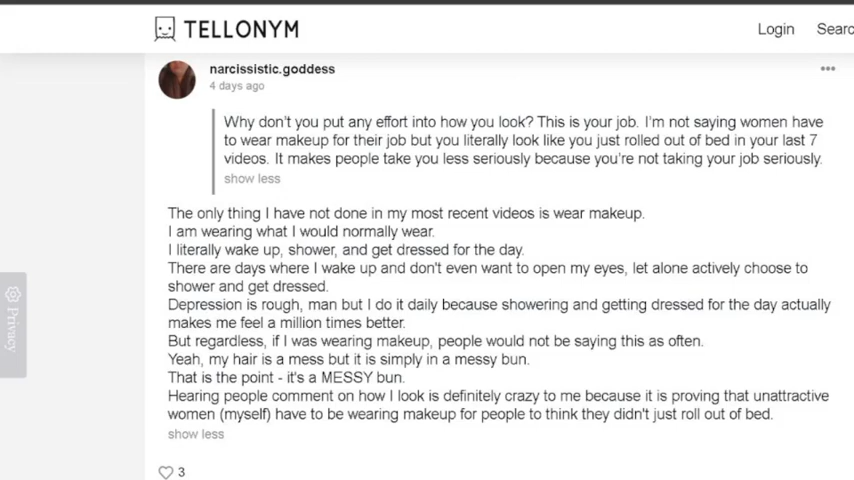 TELLONYM
Login
Searc
narcissistic.goddess
4 days ago
Why don't you put any effort into how you look? This is your job. I'm not saying women have
to wear makeup for their job but you literally look like you just rolled out of bed in your last 7
videos. It makes people take you less seriously because you're not taking your job seriously.
show less
The only thing I have not done in my most recent videos is wear makeup.
I am wearing what I would normally wear.
I literally wake up, shower, and get dressed for the day.
There are days where I wake up and don't even want to open my eyes, let alone actively choose to
shower and get dressed.
Depression is rough, man but I do it daily because showering and getting dressed for the day actually
makes me feel a million times better.
But regardless, if I was wearing makeup, people would not be saying this as often.
Yeah, my hair is a mess but it is simply in a messy bun.
That is the point - it's a MESSY bun.
Hearing people comment on how I look is definitely crazy to me because it is proving that unattractive
women (myself) have to be wearing makeup for people to think they didn't just roll out of bed.
show less
3
Privacy